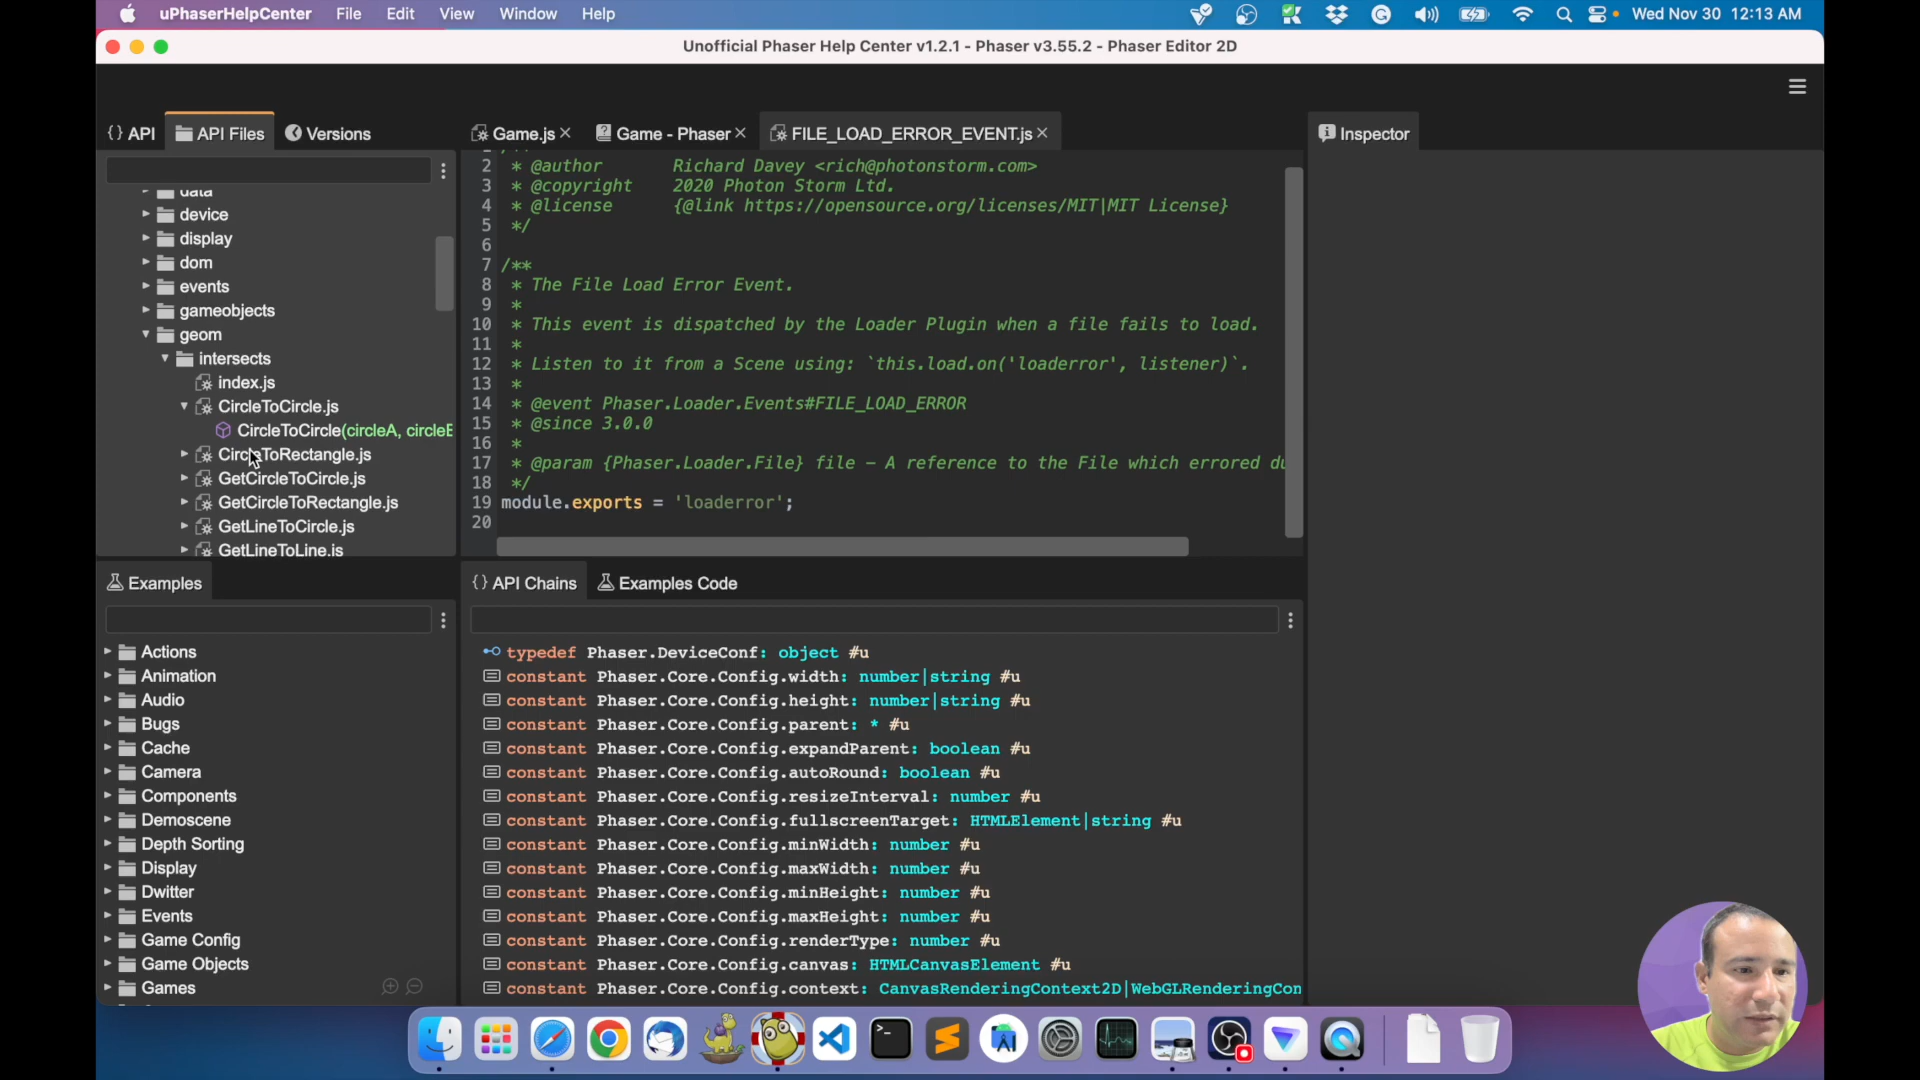 uPhaserHelpCenter File Edit View Window Help Wed Nov 30 12:13 AM
Unofficial Phaser Help Center v1.2.1 - Phaser v3.55.2 - Phaser Editor 2D
{} API API Files Versions
data
device
display
dom
events
gameobjects
geom
intersects
index.js
CircleToCircle.js
CircleToCircle(circleA, circleB
CircleToRectangle.js
GetCircleToCircle.js
GetCircleToRectangle.js
GetLineToCircle.js
GetLineToLine.js
Game.js Game - Phaser FILE_LOAD_ERROR_EVENT.js
2 * @author Richard Davey <rich@photonstorm.com>
3 * @copyright 2020 Photon Storm Ltd.
4 * @license {@link https://opensource.org/licenses/MIT|MIT License}
5 */
6
7 /**
8 * The File Load Error Event.
9 *
10 * This event is dispatched by the Loader Plugin when a file fails to load.
11 *
12 * Listen to it from a Scene using: `this.load.on('loaderror', listener)`.
13 *
14 * @event Phaser.Loader.Events#FILE_LOAD_ERROR
15 * @since 3.0.0
16 *
17 * @param {Phaser.Loader.File} file - A reference to the File which errored du
18 */
19 module.exports = 'loaderror';
20
Inspector
Examples
Actions
Animation
Audio
Bugs
Cache
Camera
Components
Demoscene
Depth Sorting
Display
Dwitter
Events
Game Config
Game Objects
Games
{} API Chains Examples Code
typedef Phaser.DeviceConf: object #u
constant Phaser.Core.Config.width: number|string #u
constant Phaser.Core.Config.height: number|string #u
constant Phaser.Core.Config.parent: * #u
constant Phaser.Core.Config.expandParent: boolean #u
constant Phaser.Core.Config.autoRound: boolean #u
constant Phaser.Core.Config.resizeInterval: number #u
constant Phaser.Core.Config.fullscreenTarget: HTMLElement|string #u
constant Phaser.Core.Config.minWidth: number #u
constant Phaser.Core.Config.maxWidth: number #u
constant Phaser.Core.Config.minHeight: number #u
constant Phaser.Core.Config.maxHeight: number #u
constant Phaser.Core.Config.renderType: number #u
constant Phaser.Core.Config.canvas: HTMLCanvasElement #u
constant Phaser.Core.Config.context: CanvasRenderingContext2D|WebGLRenderingCon